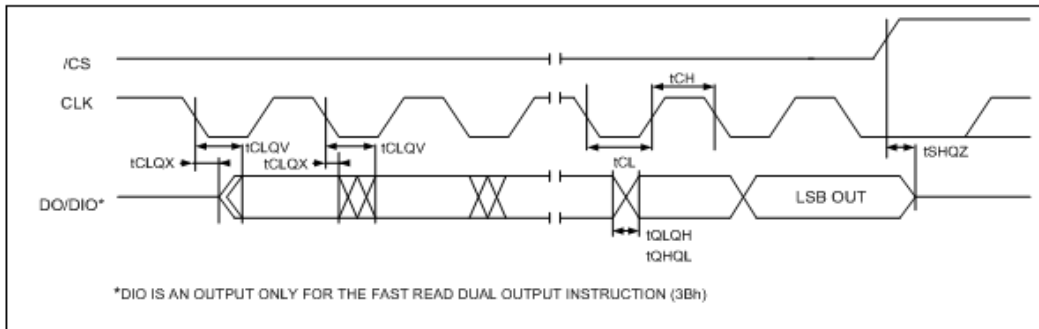 /CS
tCH
CLK
tCLQV
tCLQV
tCLQX
tCLQX
tCL
tSHQZ
DO/DIO*
LSB OUT
tQLQH
tQHQL
*DIO IS AN OUTPUT ONLY FOR THE FAST READ DUAL OUTPUT INSTRUCTION (3Bh)